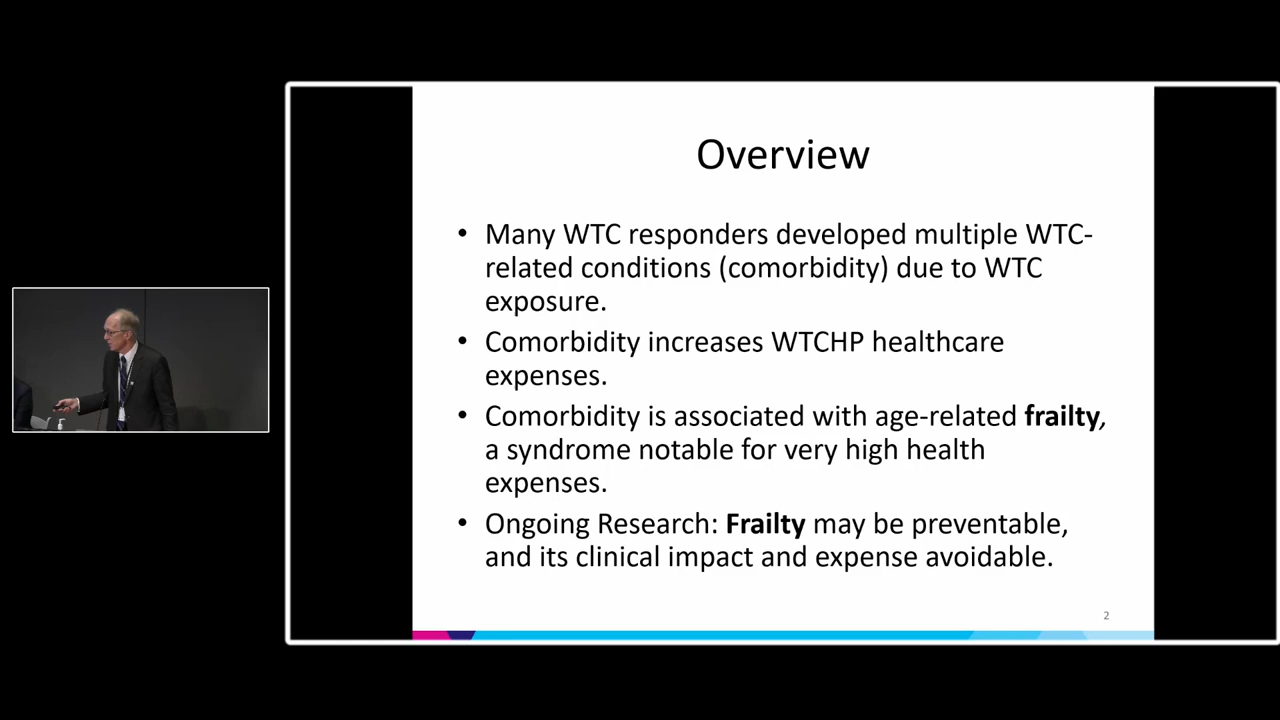 Overview
• Many WTC responders developed multiple WTC-
related conditions (comorbidity) due to WTC
exposure.
• Comorbidity increases WTCHP healthcare
expenses.
• Comorbidity is associated with age-related frailty,
a syndrome notable for very high health
expenses.
• Ongoing Research: Frailty may be preventable,
and its clinical impact and expense avoidable.
2